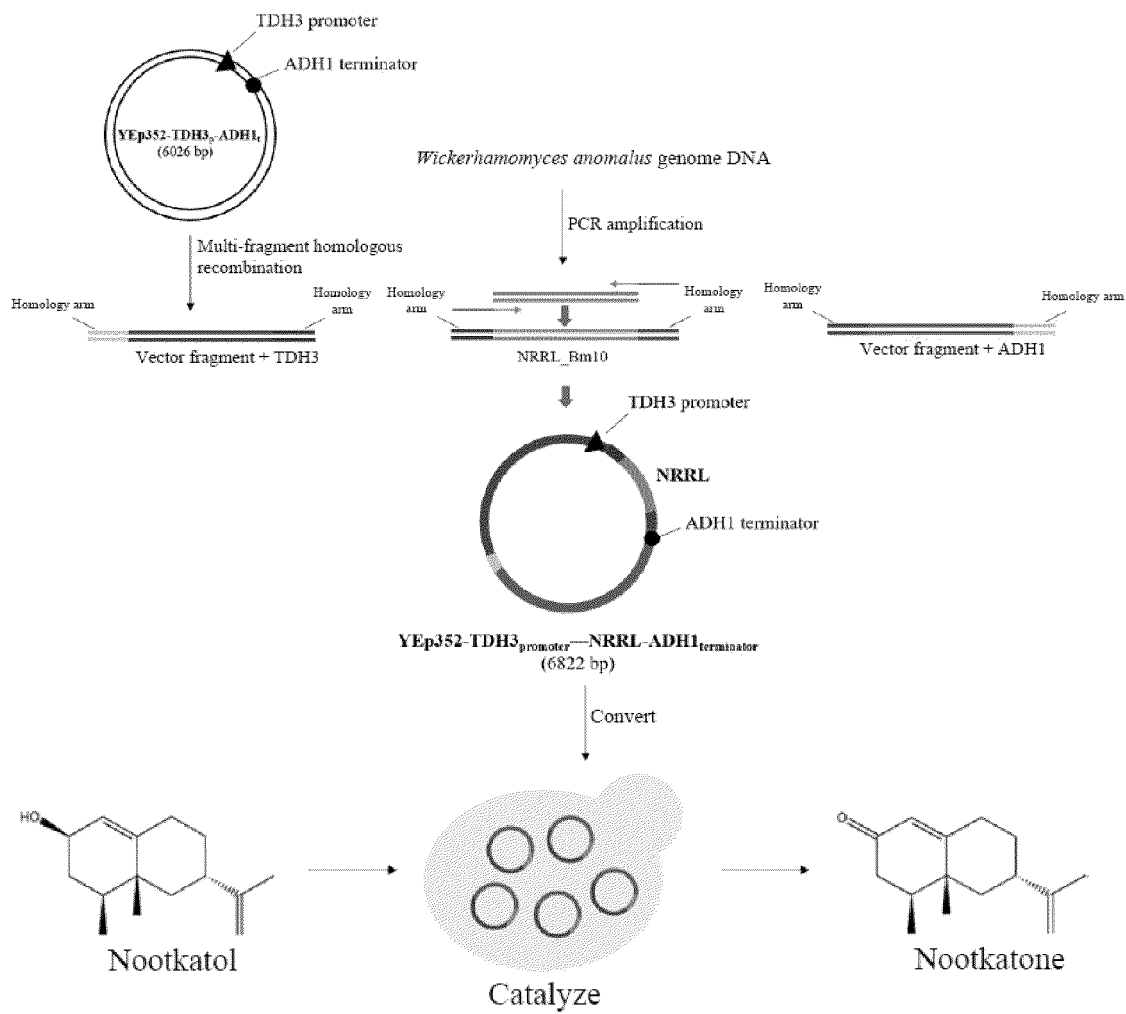 TDH3 promoter
ADH1 terminator
YEp352-TDH3p-ADH1t
(6026 bp)
Wickerhamomyces anomalus genome DNA
PCR amplification
Multi-fragment homologous
recombination
Homology arm
Homology
arm
Vector fragment + TDH3
Homology
arm
Homology
arm
NRRL_Bm10
Homology
arm
Homology arm
Vector fragment + ADH1
TDH3 promoter
NRRL
ADH1 terminator
YEp352-TDH3promoter—NRRL-ADH1terminator
(6822 bp)
Convert
HO
Nootkatol
Catalyze
O
Nootkatone